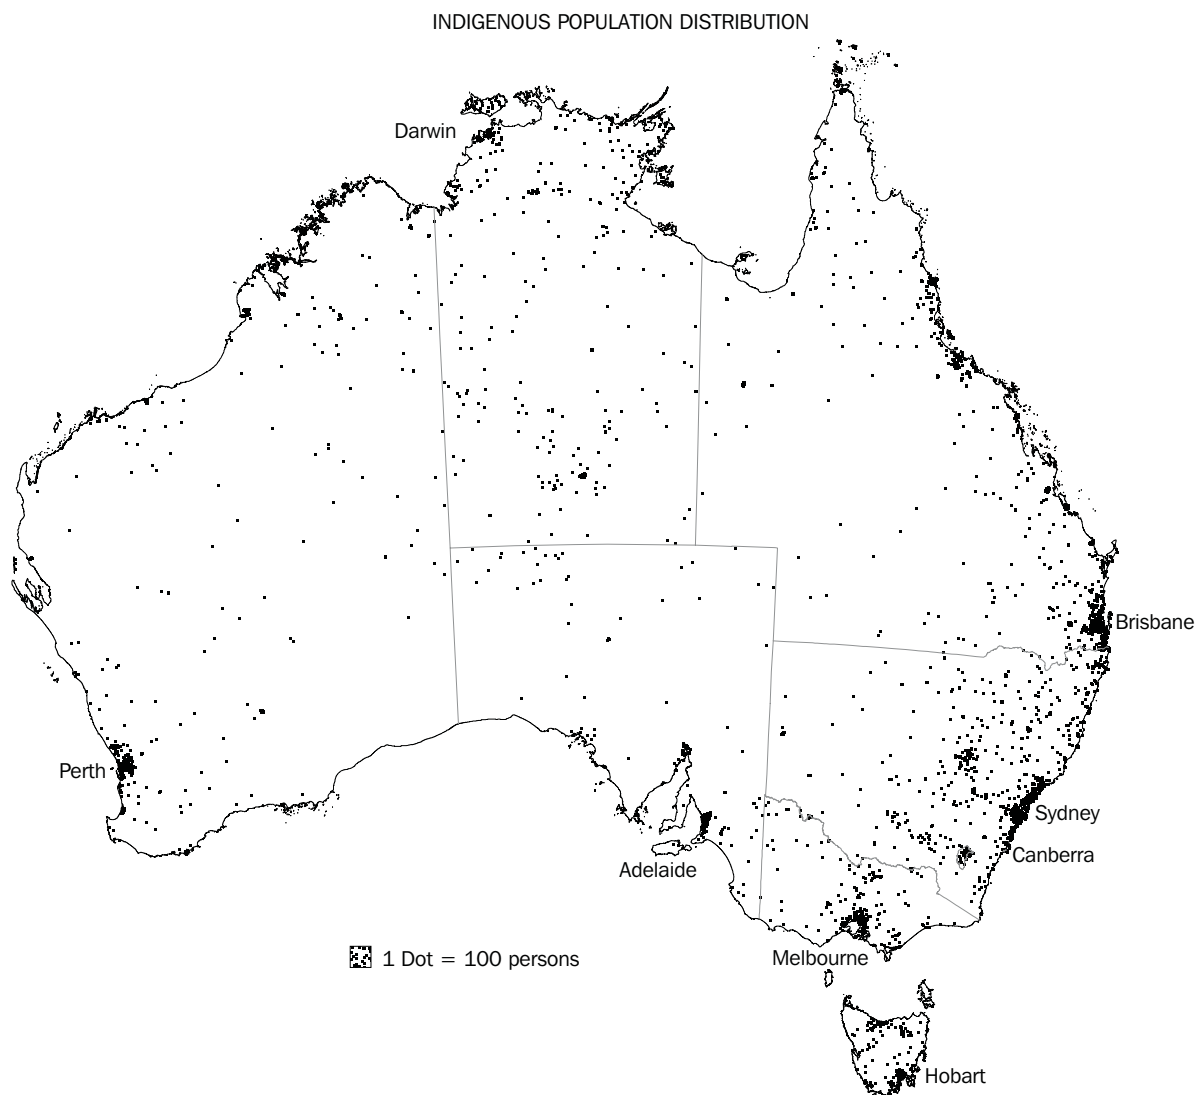 INDIGENOUS POPULATION DISTRIBUTION
Darwin
Brisbane
Perth
Sydney
Canberra
Adelaide
Melbourne
1 Dot = 100 persons
Hobart